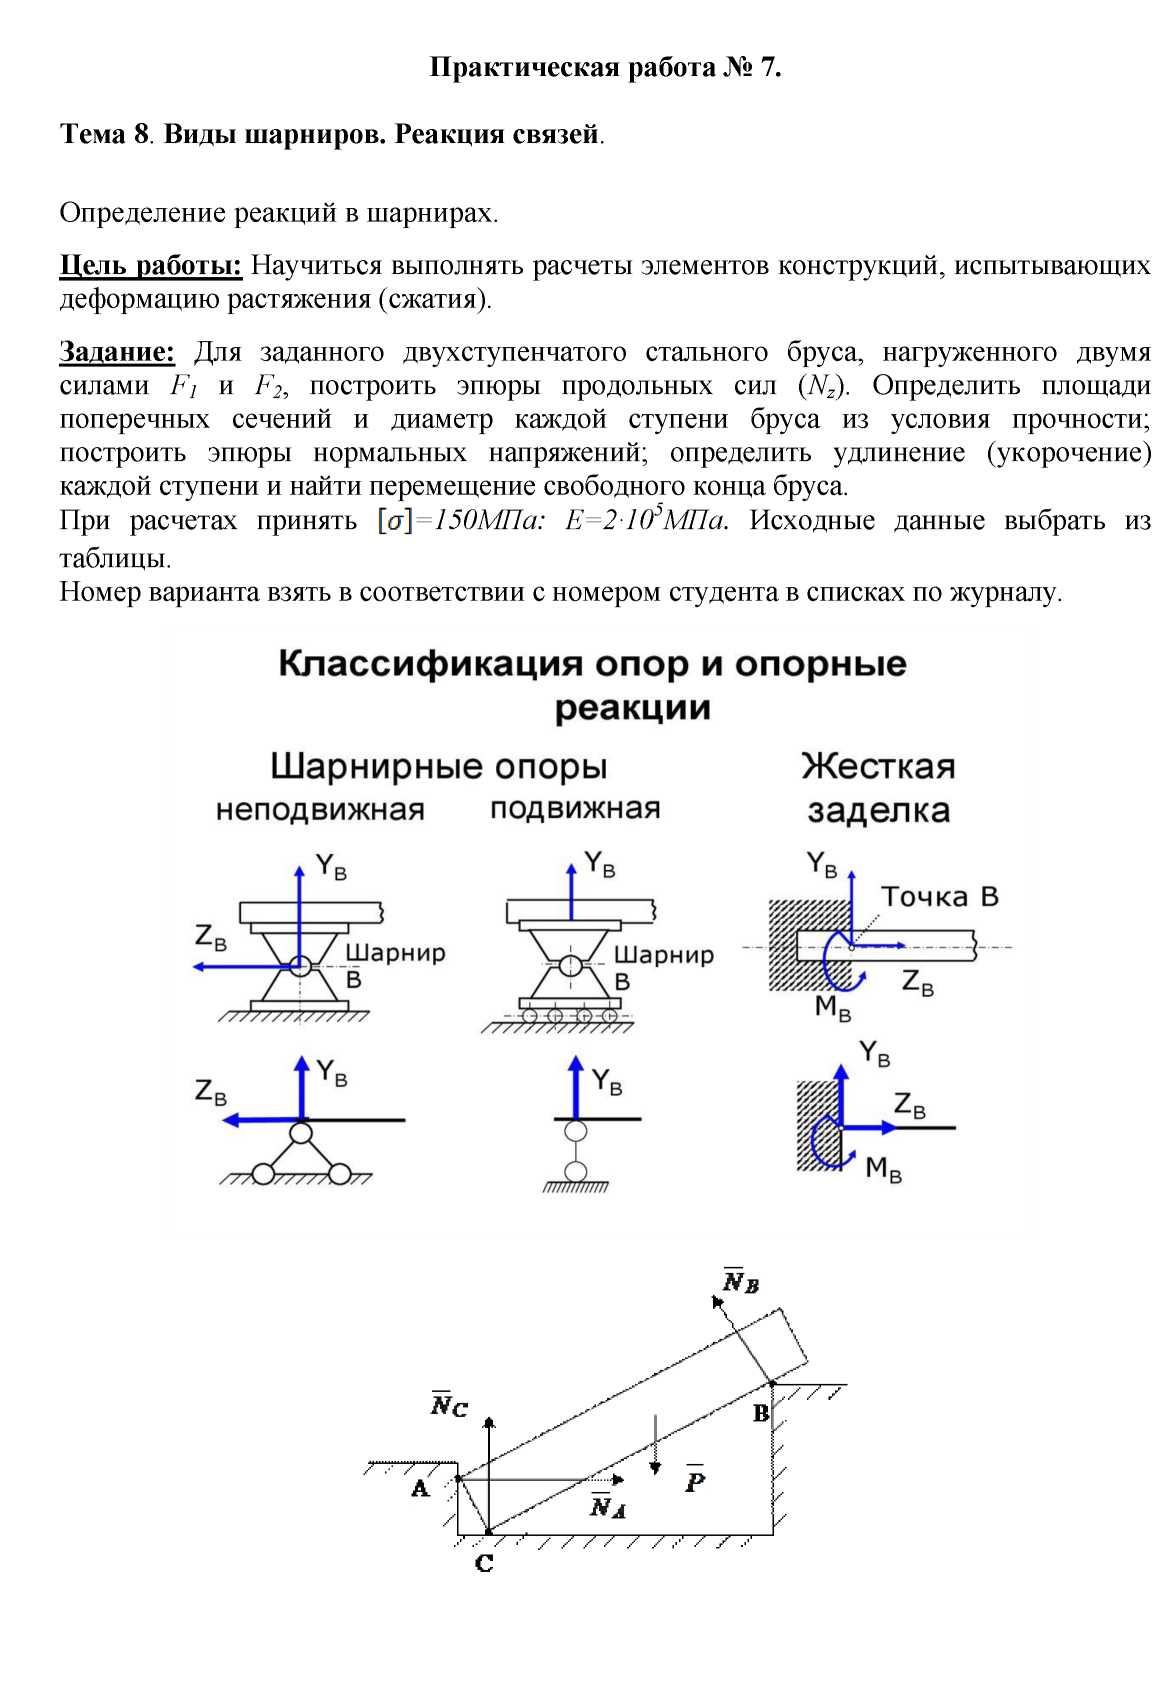 Практическая работа № 7.
Тема 8. Виды шарниров. Реакция связей.
Определение реакций в шарнирах.
Цель работы: Научиться выполнять расчеты элементов конструкций, испытывающих
деформацию растяжения (сжатия).
Задание: Для заданного двухступенчатого стального бруса, нагруженного двумя
силами F1 и F2, построить эпюры продольных сил (Nz). Определить площади
поперечных сечений и диаметр каждой ступени бруса из условия прочности;
построить эпюры нормальных напряжений; определить удлинение (укорочение)
каждой ступени и найти перемещение свободного конца бруса.
При расчетах принять [σ]=150МПа: Е=2·10⁵МПа. Исходные данные выбрать из
таблицы.
Номер варианта взять в соответствии с номером студента в списках по журналу.
Классификация опор и опорные
реакции
Шарнирные опоры
Жесткая
неподвижная
подвижная
заделка
YB
YB
YB
Точка В
ZB
Шарнир
В
Шарнир
В
ZB
MB
YB
ZB
YB
YB
ZB
MB
N̅B
N̅C
B
A
P̅
N̅A
C